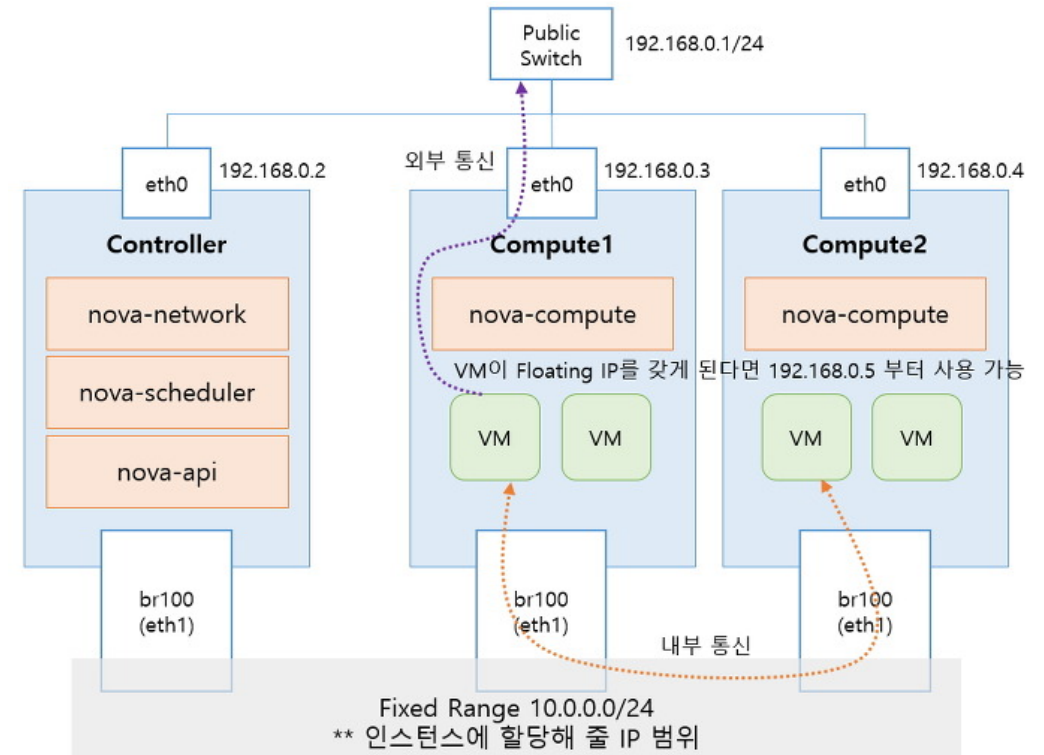 Public
Switch
192.168.0.1/24
외부 통신
eth0
192.168.0.2
eth0
192.168.0.3
eth0
192.168.0.4
Controller
Compute1
Compute2
nova-network
nova-compute
nova-compute
VM이 Floating IP를 갖게 된다면 192.168.0.5 부터 사용 가능
nova-scheduler
VM
VM
VM
VM
nova-api
br100
(eth1)
br100
(eth1)
br100
(eth1)
내부 통신
Fixed Range 10.0.0.0/24
** 인스턴스에 할당해 줄 IP 범위